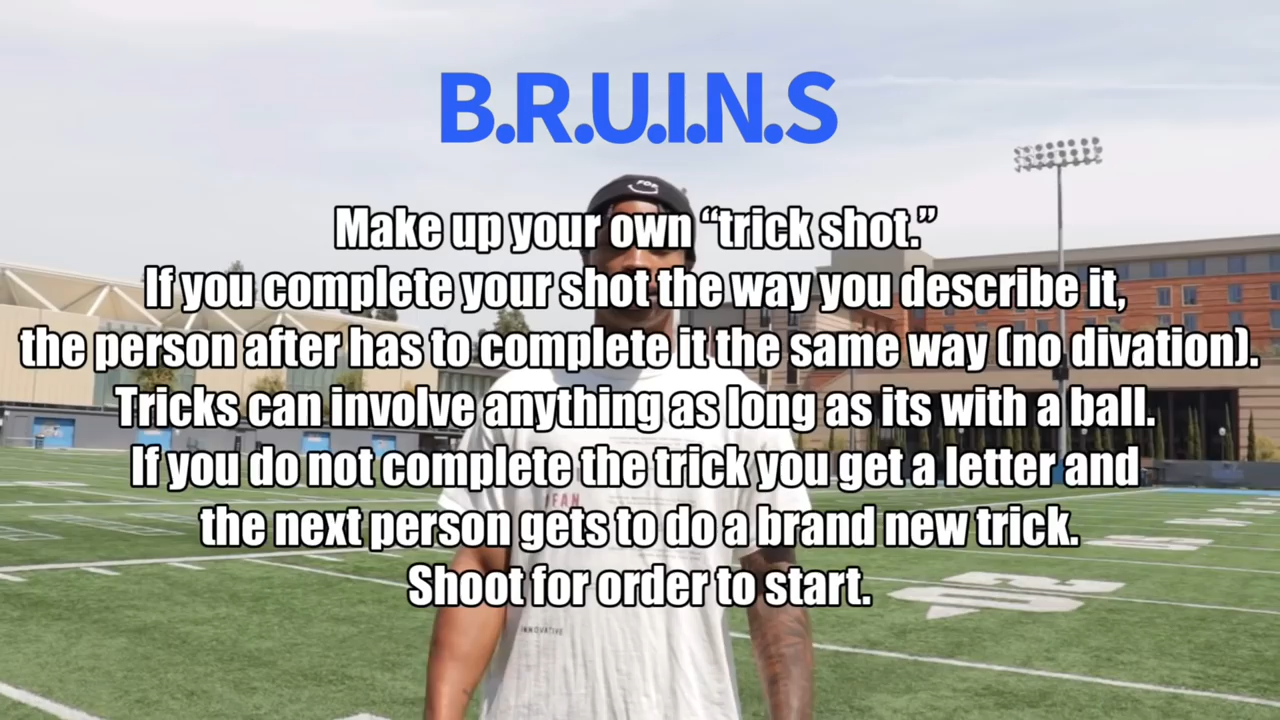 B.R.U.I.N.S
FOR
Make up your own “trick shot.”
If you complete your shot the way you describe it,
the person after has to complete it the same way (no divation).
Tricks can involve anything as long as its with a ball.
If you do not complete the trick you get a letter and
FAN
the next person gets to do a brand new trick.
Shoot for order to start.
INNOVATIVE